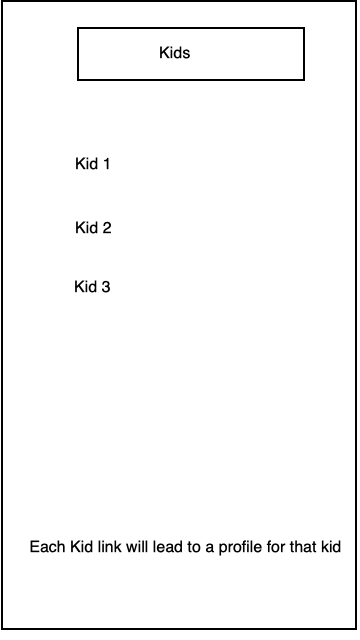 Kids
Kid 1
Kid 2
Kid 3
Each Kid link will lead to a profile for that kid